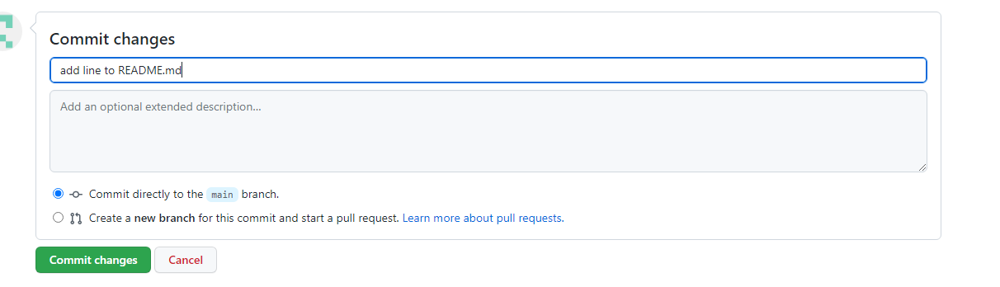 Commit changes
add line to README.md
Add an optional extended description...
Commit directly to the main branch.
Create a new branch for this commit and start a pull request. Learn more about pull requests.
Commit changes Cancel